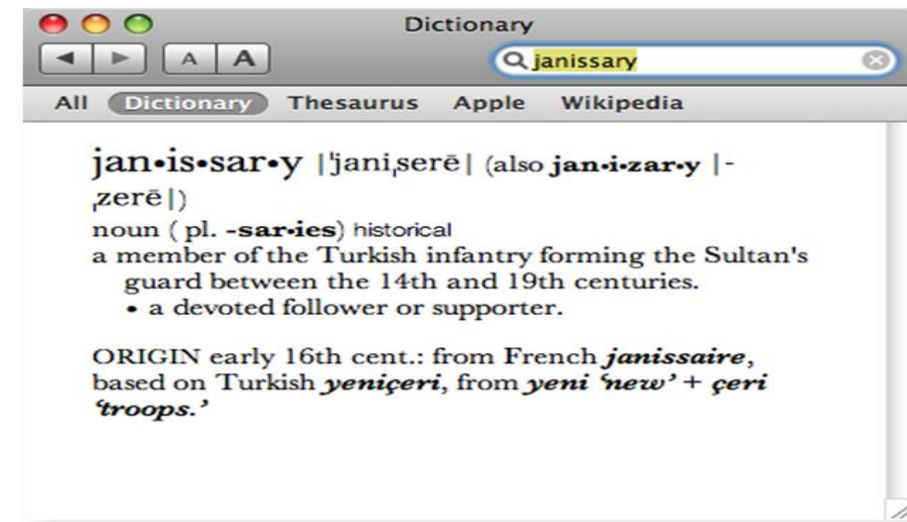 Dictionary
A A janissary
All Dictionary Thesaurus Apple Wikipedia
jan•is•sar•y |ˈjaniˌserē| (also jan•i•zar•y |-
ˌzerē|)
noun ( pl. -sar•ies) historical
a member of the Turkish infantry forming the Sultan's
guard between the 14th and 19th centuries.
• a devoted follower or supporter.
ORIGIN early 16th cent.: from French janissaire,
based on Turkish yeniçeri, from yeni ‘new’ + çeri
‘troops.’